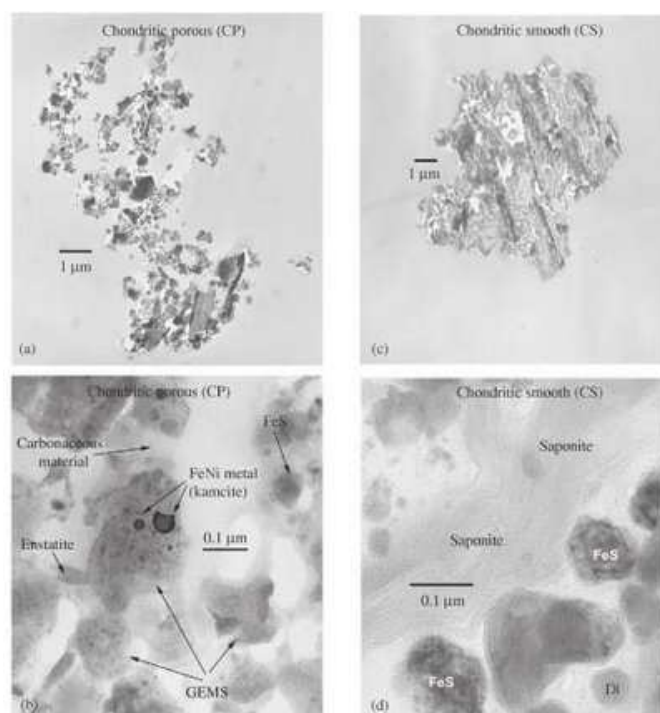 Chondritic porous (CP)
1 μm
(a)
Chondritic smooth (CS)
1 μm
(c)
Chondritic porous (CP)
FeS
Carbonaceous
material
FeNi metal
(kamcite)
0.1 μm
Enstatite
GEMS
(b)
Chondritic smooth (CS)
Saponite
Saponite
FeS
0.1 μm
FeS
Di
(d)